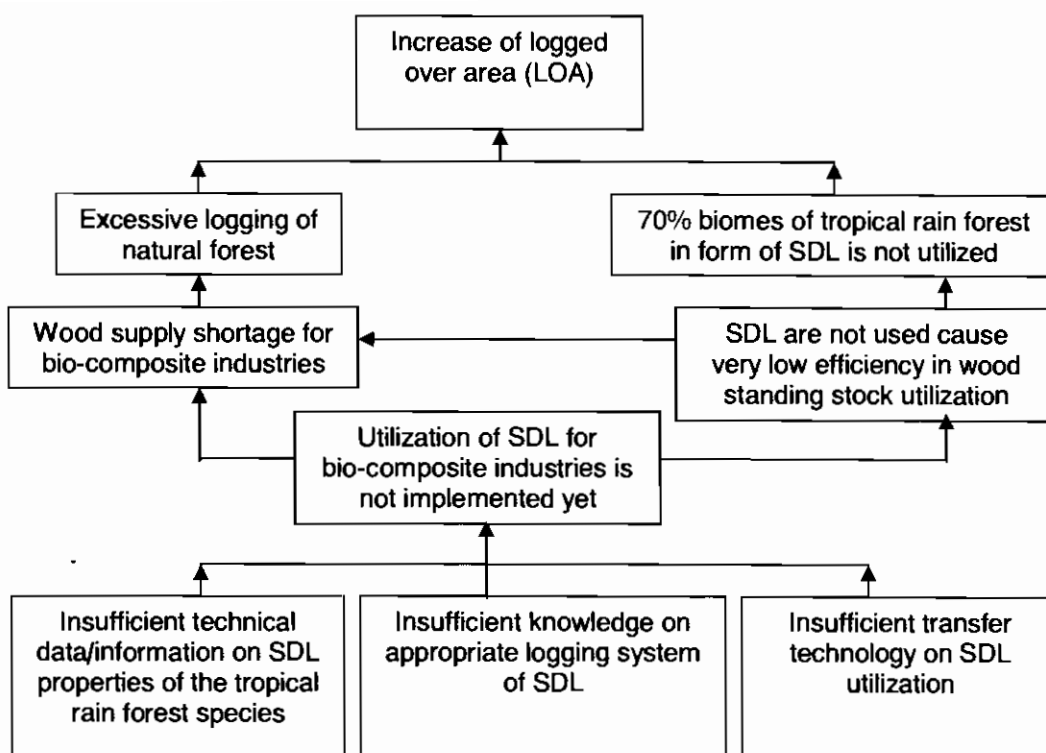 Increase of logged
over area (LOA)
Excessive logging of
natural forest
70% biomes of tropical rain forest
in form of SDL is not utilized
Wood supply shortage for
bio-composite industries
SDL are not used cause
very low efficiency in wood
standing stock utilization
Utilization of SDL for
bio-composite industries is
not implemented yet
Insufficient technical
data/information on SDL
properties of the tropical
rain forest species
Insufficient knowledge on
appropriate logging system
of SDL
Insufficient transfer
technology on SDL
utilization